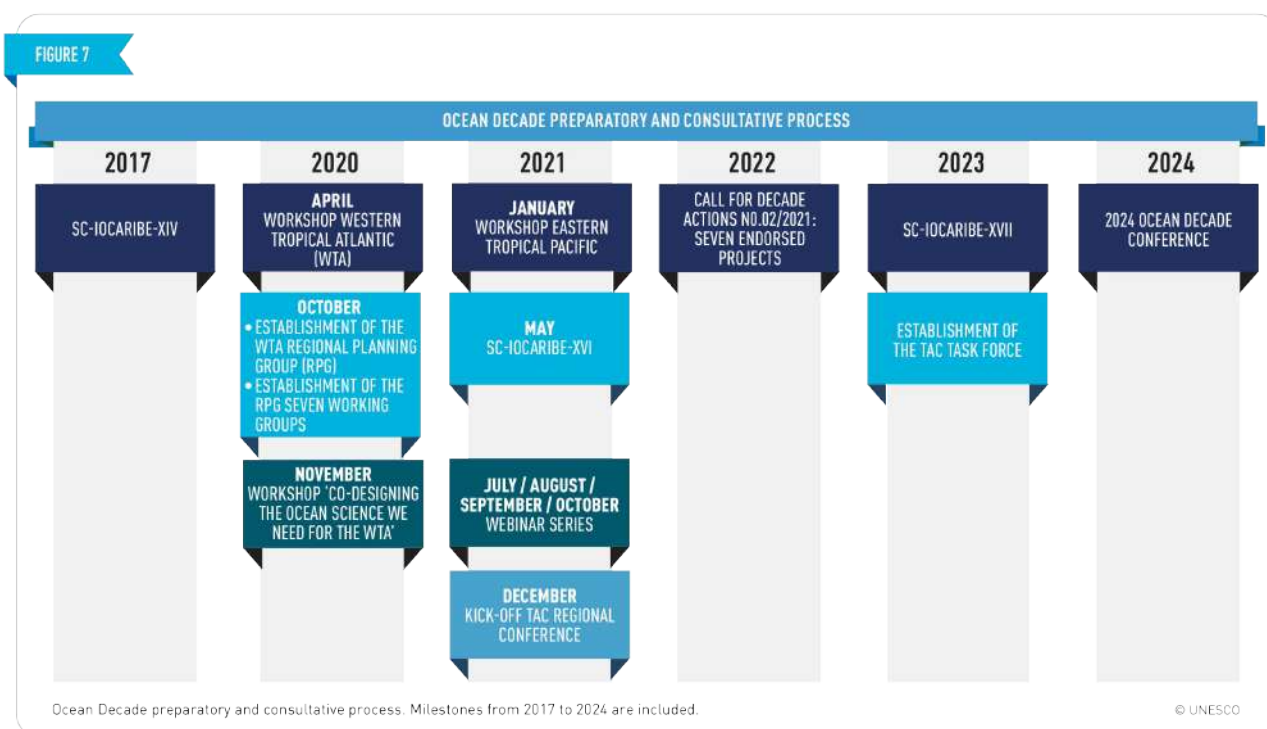 FIGURE 7
OCEAN DECADE PREPARATORY AND CONSULTATIVE PROCESS
2017
SC-IOCARIBE-XIV
2020
APRIL
WORKSHOP WESTERN
TROPICAL ATLANTIC
(WTA)
OCTOBER
• ESTABLISHMENT OF THE
WTA REGIONAL PLANNING
GROUP (RPG)
• ESTABLISHMENT OF THE
RPG SEVEN WORKING
GROUPS
NOVEMBER
WORKSHOP ‘CO-DESIGNING
THE OCEAN SCIENCE WE
NEED FOR THE WTA’
2021
JANUARY
WORKSHOP EASTERN
TROPICAL PACIFIC
MAY
SC-IOCARIBE-XVI
JULY / AUGUST /
SEPTEMBER / OCTOBER
WEBINAR SERIES
DECEMBER
KICK-OFF TAC REGIONAL
CONFERENCE
2022
CALL FOR DECADE
ACTIONS NO.02/2021:
SEVEN ENDORSED
PROJECTS
2023
SC-IOCARIBE-XVII
ESTABLISHMENT OF
THE TAC TASK FORCE
2024
2024 OCEAN DECADE
CONFERENCE
Ocean Decade preparatory and consultative process. Milestones from 2017 to 2024 are included.
© UNESCO